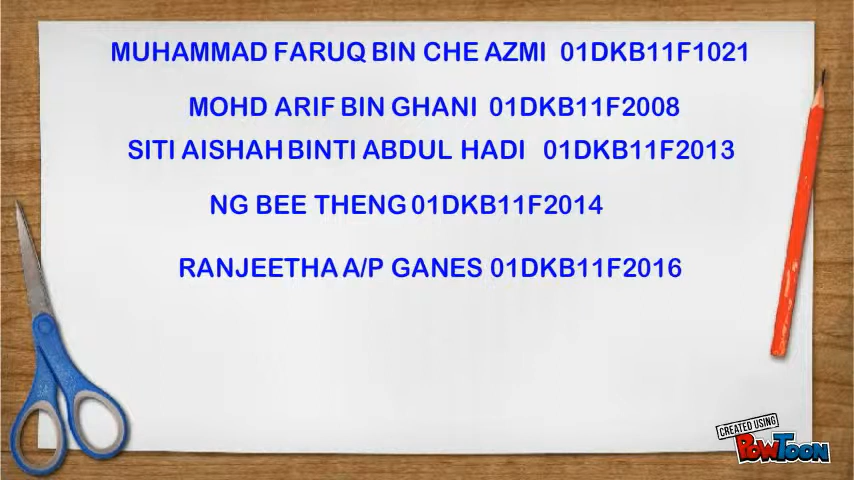 MUHAMMAD FARUQ BIN CHE AZMI 01DKB11F1021
MOHD ARIF BIN GHANI 01DKB11F2008
SITI AISHAH BINTI ABDUL HADI 01DKB11F2013
NG BEE THENG 01DKB11F2014
RANJEETHA A/P GANES 01DKB11F2016
CREATED USING
POWTOON